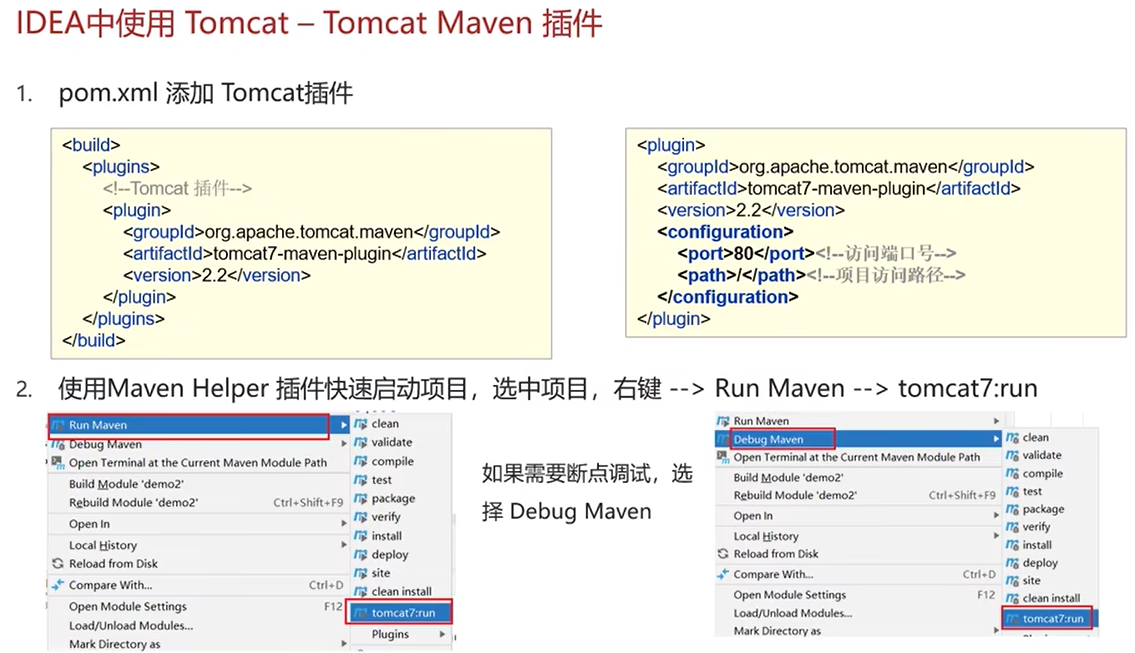 IDEA中使用 Tomcat – Tomcat Maven 插件
1. pom.xml 添加 Tomcat插件
<build>
<plugins>
<!--Tomcat 插件-->
<plugin>
<groupId>org.apache.tomcat.maven</groupId>
<artifactId>tomcat7-maven-plugin</artifactId>
<version>2.2</version>
</plugin>
</plugins>
</build>
<plugin>
<groupId>org.apache.tomcat.maven</groupId>
<artifactId>tomcat7-maven-plugin</artifactId>
<version>2.2</version>
<configuration>
<port>80</port><!--访问端口号-->
<path>/</path><!--项目访问路径-->
</configuration>
</plugin>
2. 使用Maven Helper 插件快速启动项目，选中项目，右键 --> Run Maven --> tomcat7:run
Run Maven
Debug Maven
Open Terminal at the Current Maven Module Path
Build Module 'demo2'
Rebuild Module 'demo2' Ctrl+Shift+F9
Open In
Local History
Reload from Disk
Compare With... Ctrl+D
Open Module Settings F12
Load/Unload Modules...
Mark Directory as
clean
validate
compile
test
package
verify
install
deploy
site
clean install
tomcat7:run
Plugins
如果需要断点调试，选
择 Debug Maven
Run Maven
Debug Maven
Open Terminal at the Current Maven Module Path
Build Module 'demo2'
Rebuild Module 'demo2' Ctrl+Shift+F9
Open In
Local History
Reload from Disk
Compare With... Ctrl+D
Open Module Settings F12
Load/Unload Modules...
Mark Directory as
clean
validate
compile
test
package
verify
install
deploy
site
clean install
tomcat7:run